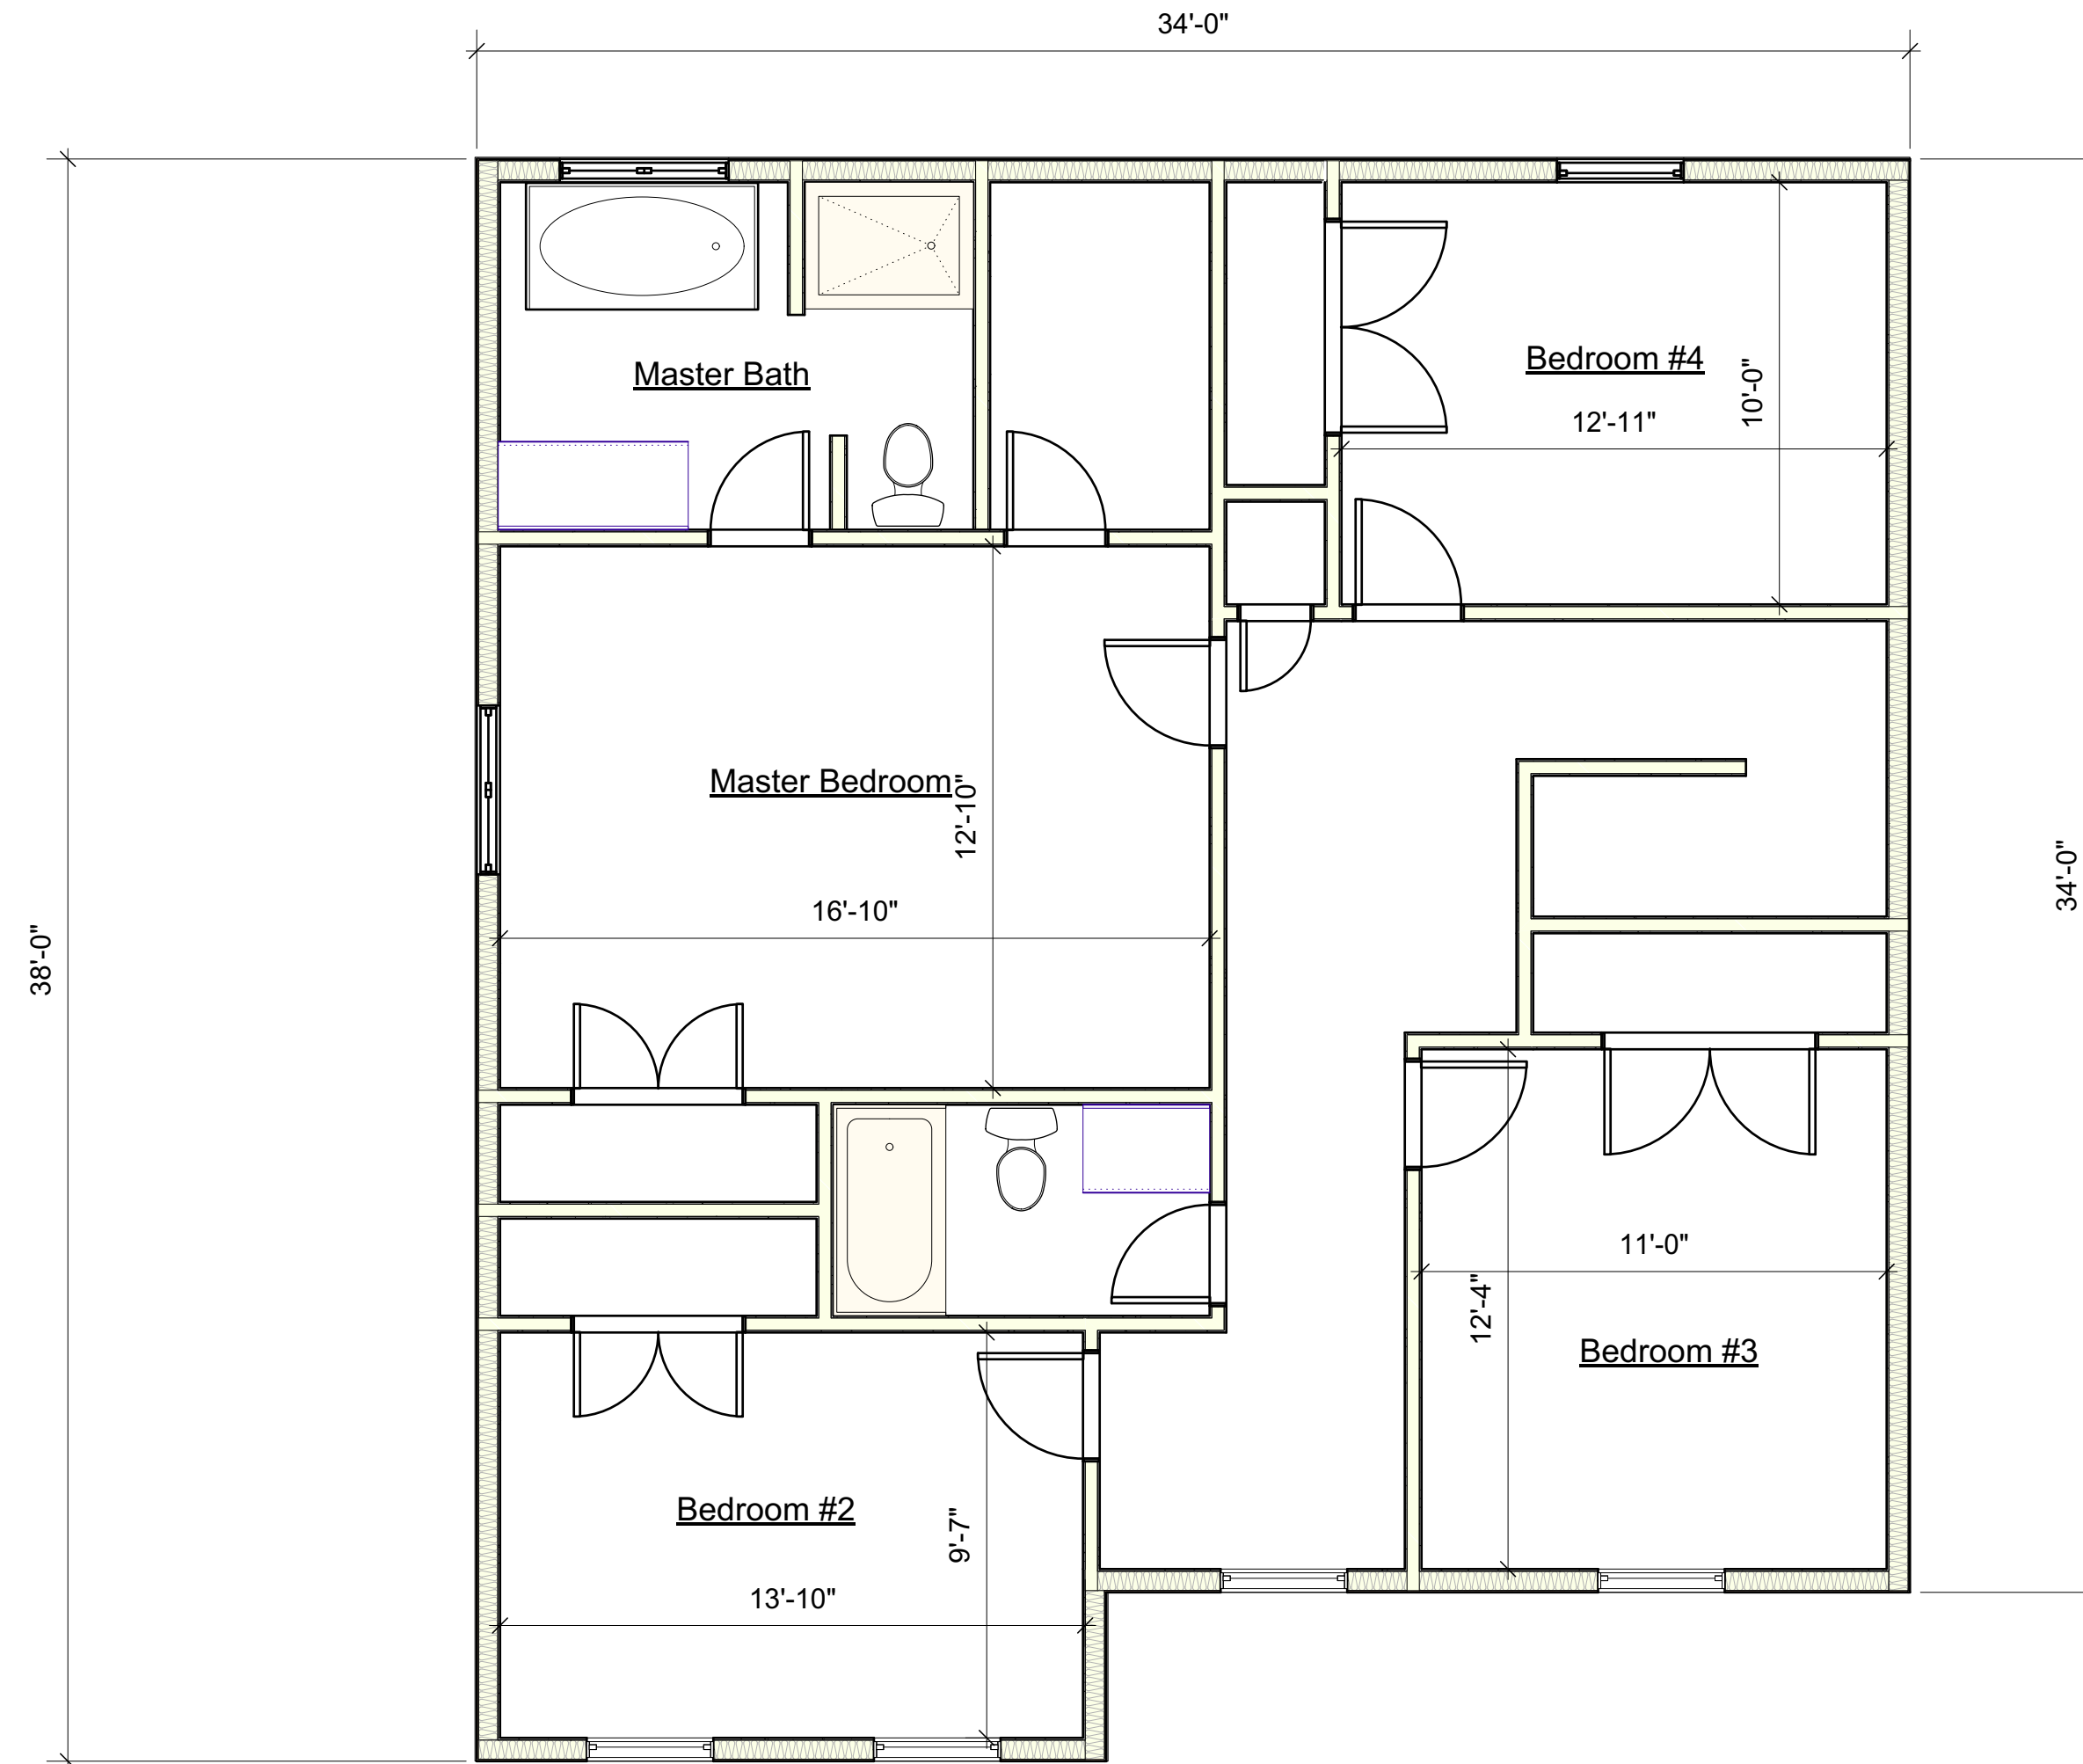 34'-0"
Master Bath
Bedroom #4
10'-0"
12'-11"
Master Bedroom
12'-10"
34'-0"
16'-10"
38'-0"
11'-0"
12'-4"
Bedroom #3
Bedroom #2
9'-7"
13'-10"